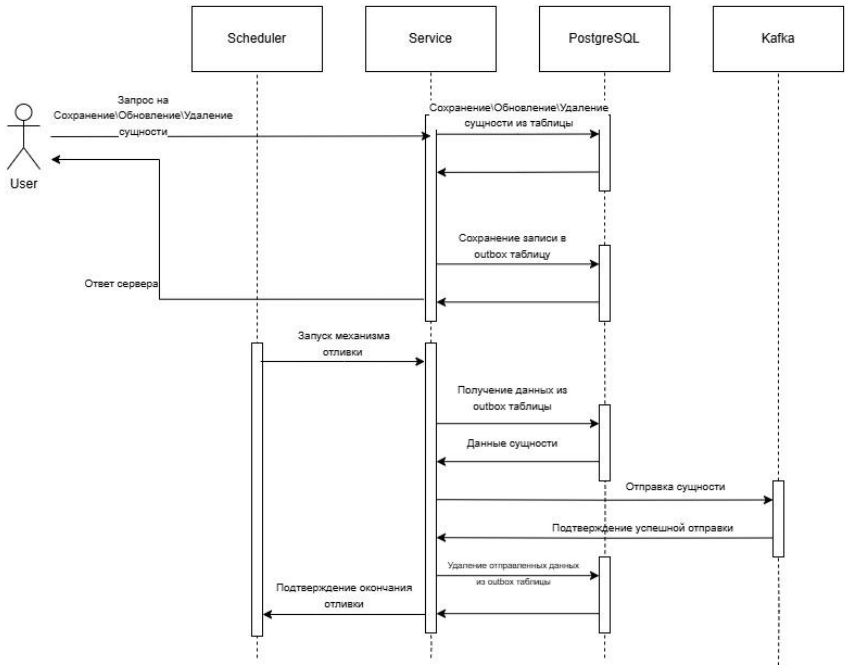 Scheduler
Service
PostgreSQL
Kafka
Запрос на
Сохранение\Обновление\Удаление
сущности
User
Сохранение\Обновление\Удаление
сущности из таблицы
Сохранение записи в
outbox таблицу
Ответ сервера
Запуск механизма
отливки
Получение данных из
outbox таблицы
Данные сущности
Отправка сущности
Подтверждение успешной отправки
Удаление отправленных данных
из outbox таблицы
Подтверждение окончания
отливки